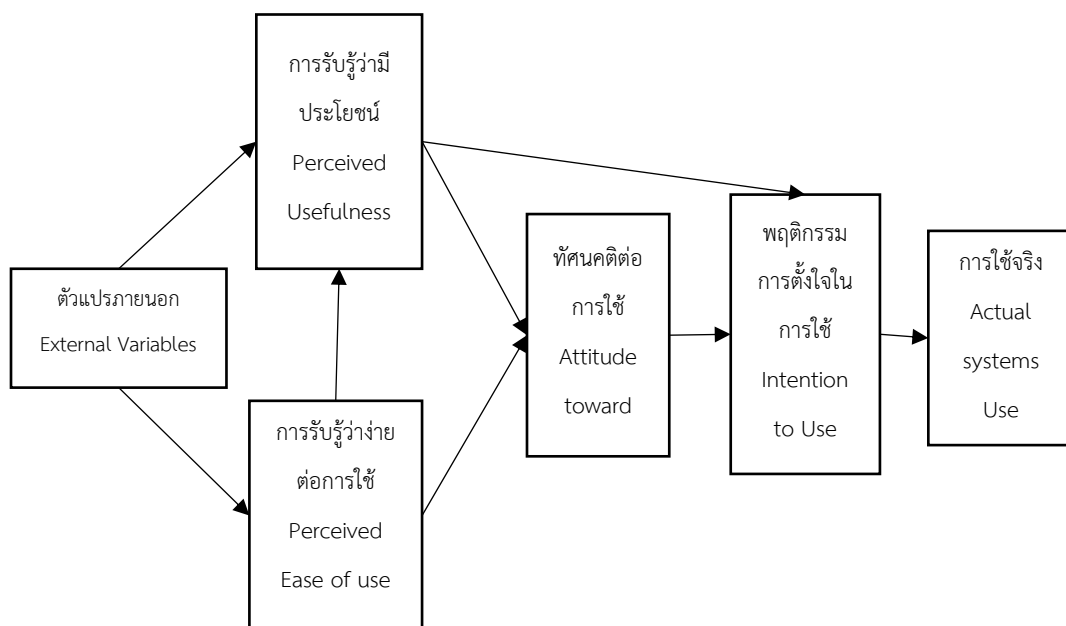 การรับรู้ว่ามี
ประโยชน์
Perceived
Usefulness
ตัวแปรภายนอก
External Variables
การรับรู้ว่าง่าย
ต่อการใช้
Perceived
Ease of use
ทัศนคติต่อ
การใช้
Attitude
toward
พฤติกรรม
การตั้งใจใน
การใช้
Intention
to Use
การใช้จริง
Actual
systems
Use